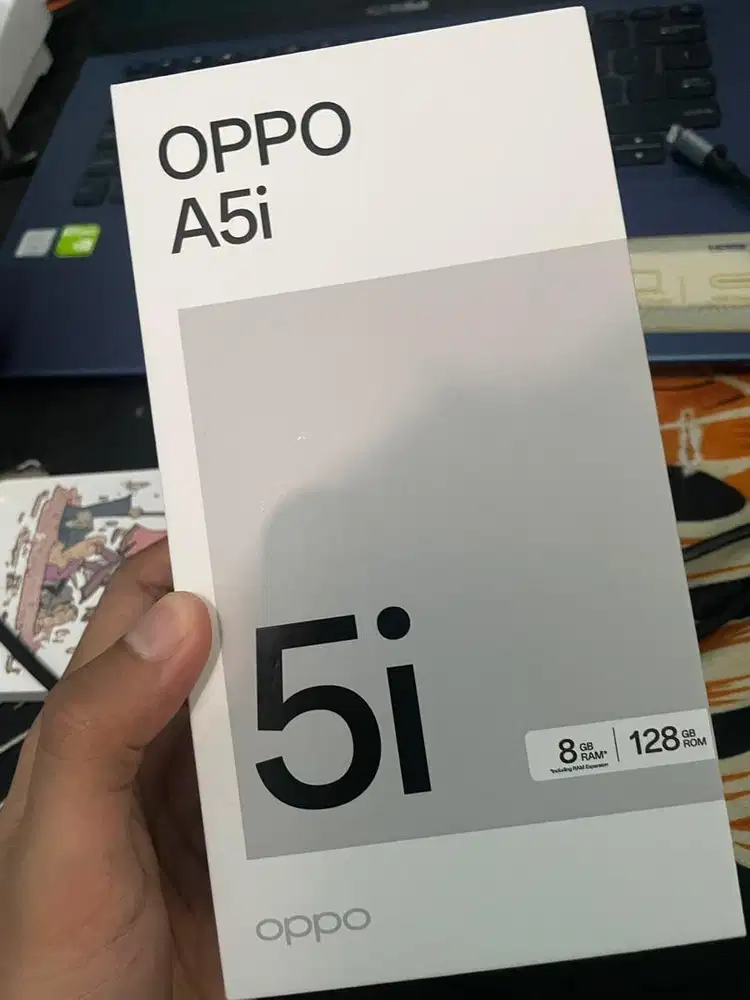 OPPO
A5i
5i
8 GB RAM* | 128 GB ROM
*Including RAM Expansion
oppo